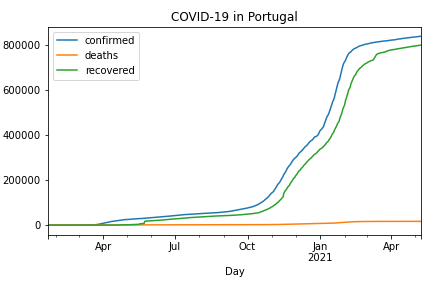 COVID-19 in Portugal
confirmed
deaths
recovered
800000
600000
400000
200000
0
Apr Jul Oct Jan Apr
2021
Day